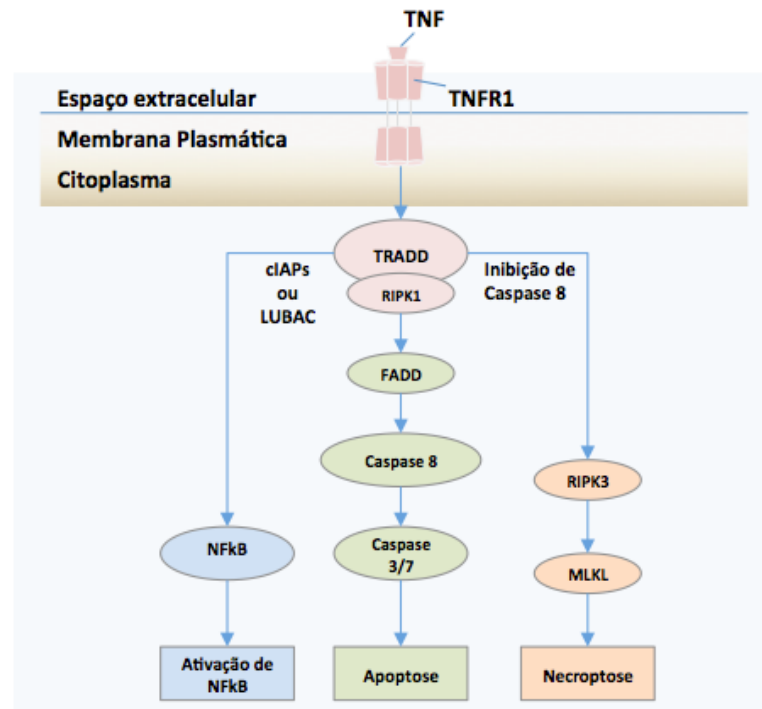 TNF
Espaço extracelular
TNFR1
Membrana Plasmática
Citoplasma
TRADD
RIPK1
cIAPs
ou
LUBAC
Inibição de
Caspase 8
FADD
Caspase 8
RIPK3
NFkB
Caspase
3/7
MLKL
Ativação de
NFkB
Apoptose
Necroptose